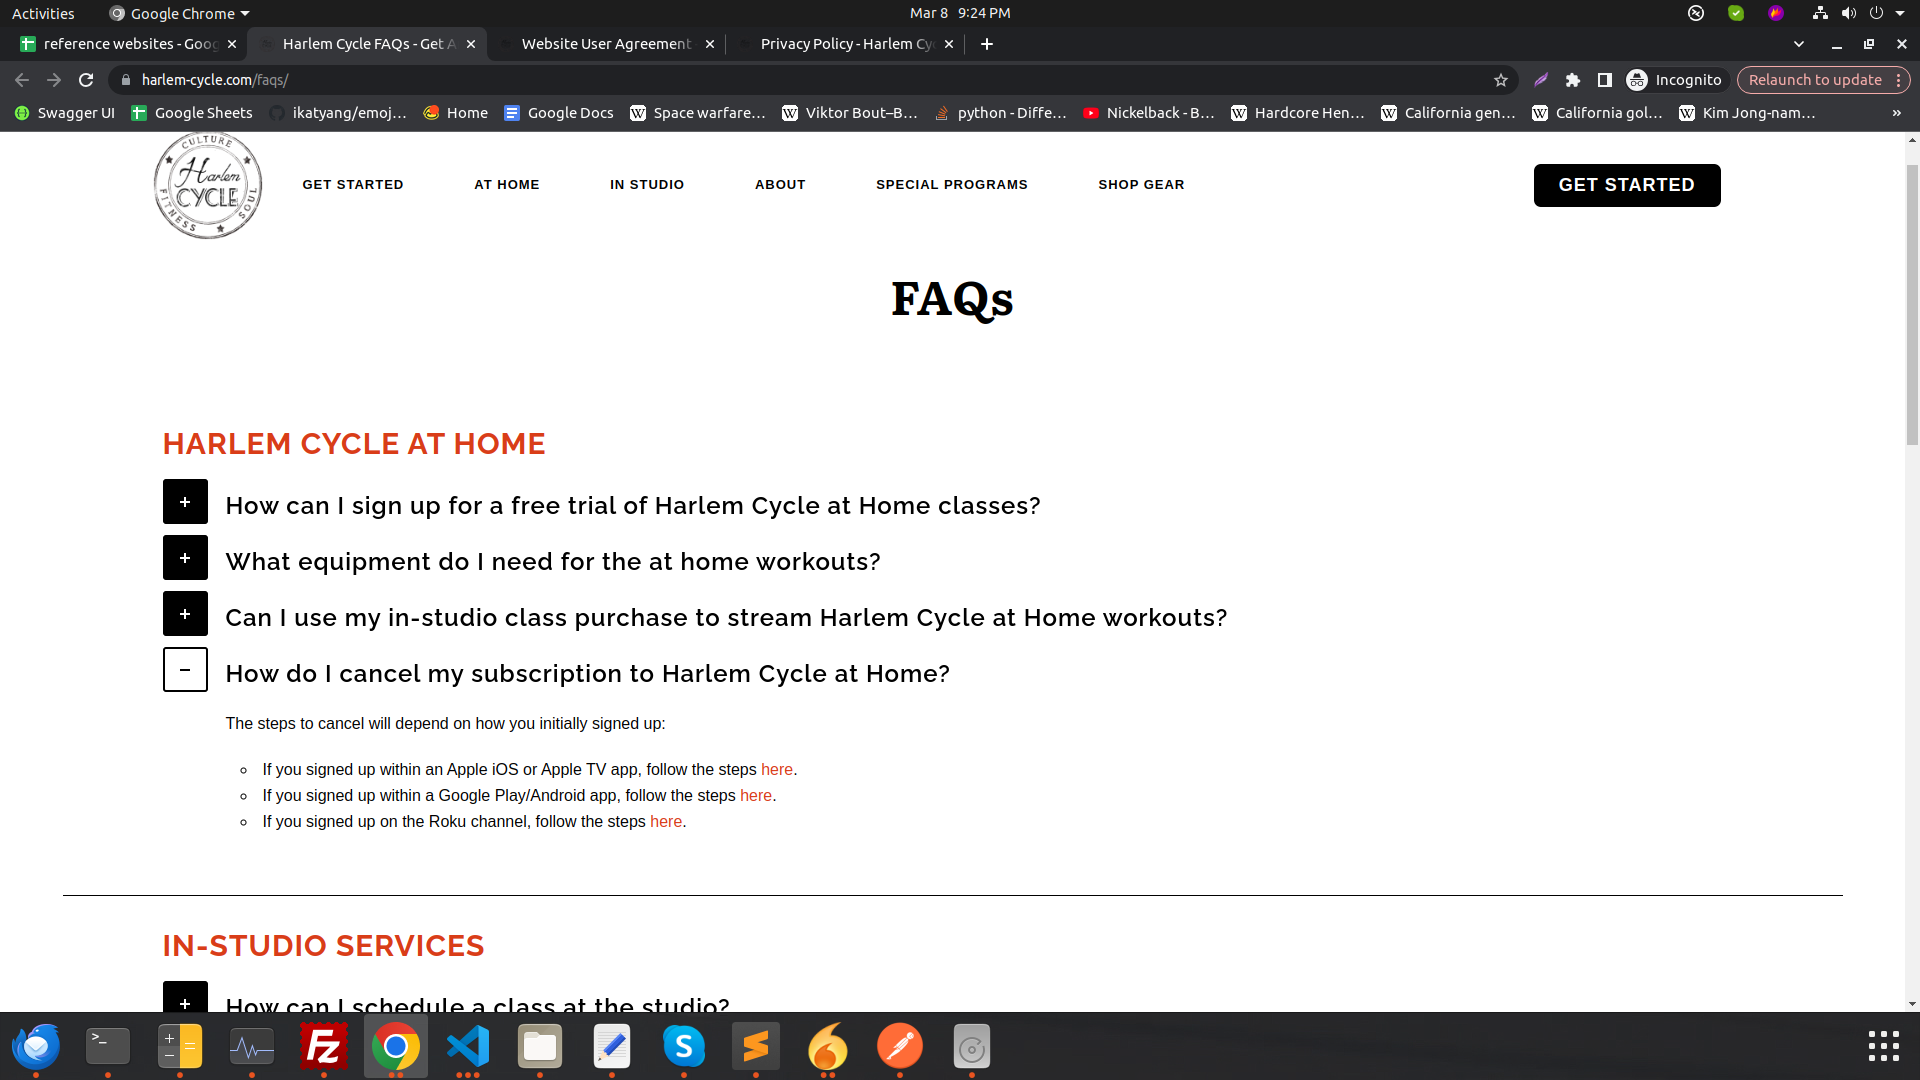 Activities
Google Chrome
Mar 8 9:24 PM
reference websites - Goog
Harlem Cycle FAQs - Get A
Website User Agreement
Privacy Policy - Harlem Cy
harlem-cycle.com/faqs/
Incognito
Relaunch to update
Swagger UI
Google Sheets
ikatyang/emoj…
Home
Google Docs
Space warfare…
Viktor Bout–B…
python - Diffe…
Nickelback - B…
Hardcore Hen…
California gen…
California gol…
Kim Jong-nam…
»
CULTURE
Harlem
CYCLE
FITNESS
SOUL
GET STARTED
AT HOME
IN STUDIO
ABOUT
SPECIAL PROGRAMS
SHOP GEAR
GET STARTED
FAQs
HARLEM CYCLE AT HOME
+ How can I sign up for a free trial of Harlem Cycle at Home classes?
+ What equipment do I need for the at home workouts?
+ Can I use my in-studio class purchase to stream Harlem Cycle at Home workouts?
− How do I cancel my subscription to Harlem Cycle at Home?
The steps to cancel will depend on how you initially signed up:
If you signed up within an Apple iOS or Apple TV app, follow the steps here.
If you signed up within a Google Play/Android app, follow the steps here.
If you signed up on the Roku channel, follow the steps here.
IN-STUDIO SERVICES
+ How can I schedule a class at the studio?